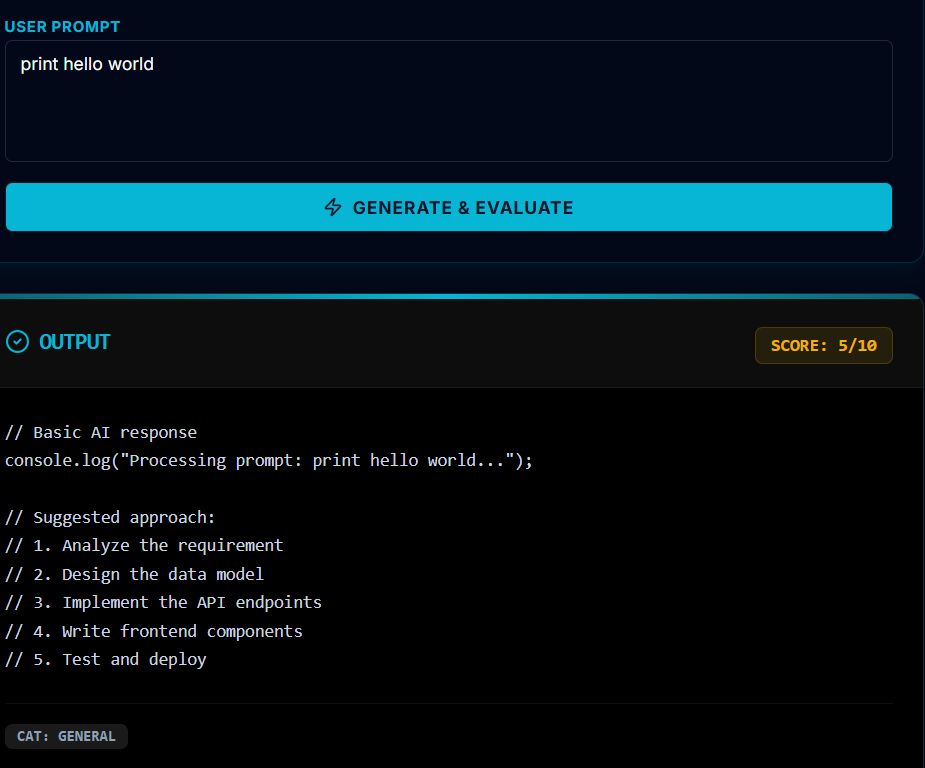 USER PROMPT
print hello world
GENERATE & EVALUATE
OUTPUT
SCORE: 5/10
// Basic AI response
console.log("Processing prompt: print hello world...");
// Suggested approach:
// 1. Analyze the requirement
// 2. Design the data model
// 3. Implement the API endpoints
// 4. Write frontend components
// 5. Test and deploy
CAT: GENERAL